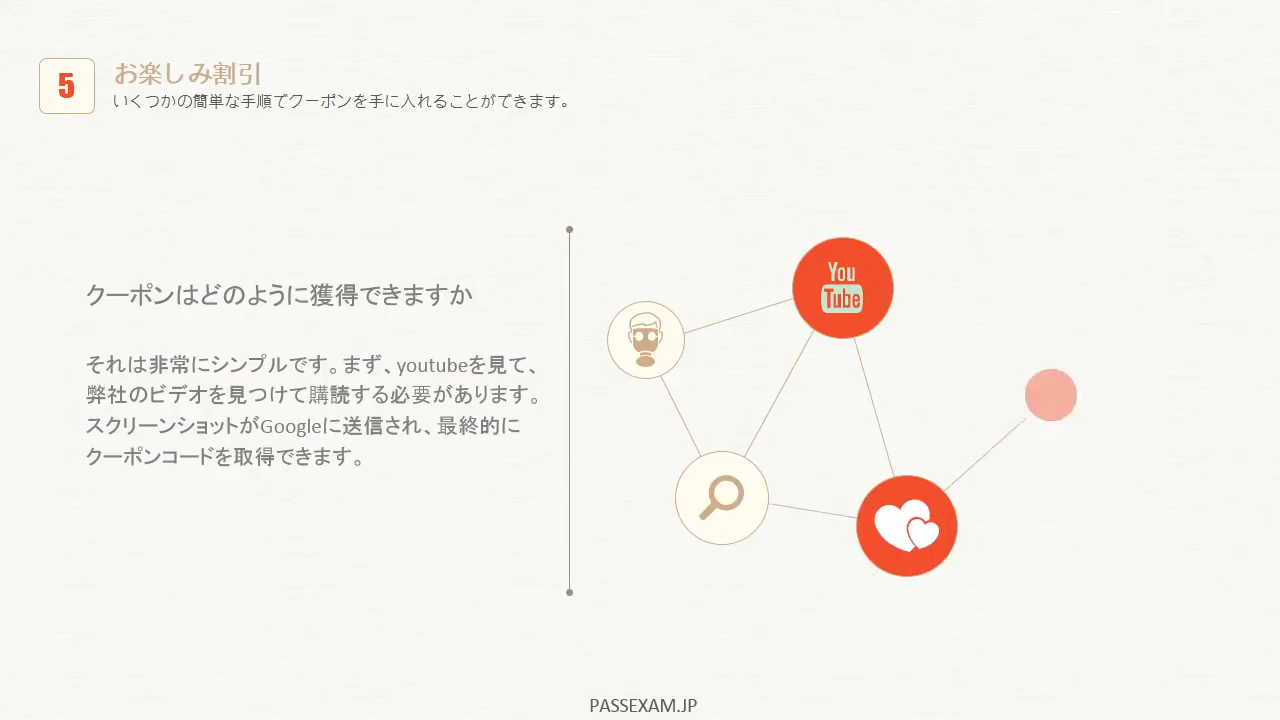 5
お楽しみ割引
いくつかの簡単な手順でクーポンを手に入れることができます。
クーポンはどのように獲得できますか
それは非常にシンプルです。まず、youtubeを見て、
弊社のビデオを見つけて購読する必要があります。
スクリーンショットがGoogleに送信され、最終的に
クーポンコードを取得できます。
You
Tube
PASSEXAM.JP